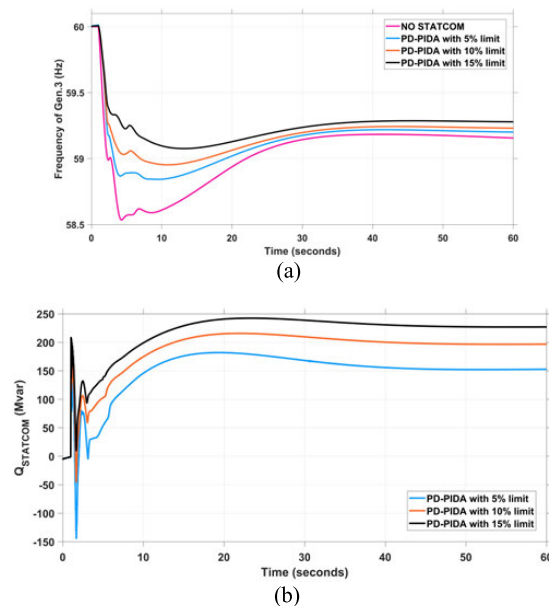 60
59.5
59
58.5
Frequency of Gen.3 (Hz)
NO STATCOM
PD-PIDA with 5% limit
PD-PIDA with 10% limit
PD-PIDA with 15% limit
0 10 20 30 40 50 60
Time (seconds)
(a)
250
200
150
100
50
0
-50
-100
-150
Q_STATCOM (Mvar)
PD-PIDA with 5% limit
PD-PIDA with 10% limit
PD-PIDA with 15% limit
0 10 20 30 40 50 60
Time (seconds)
(b)